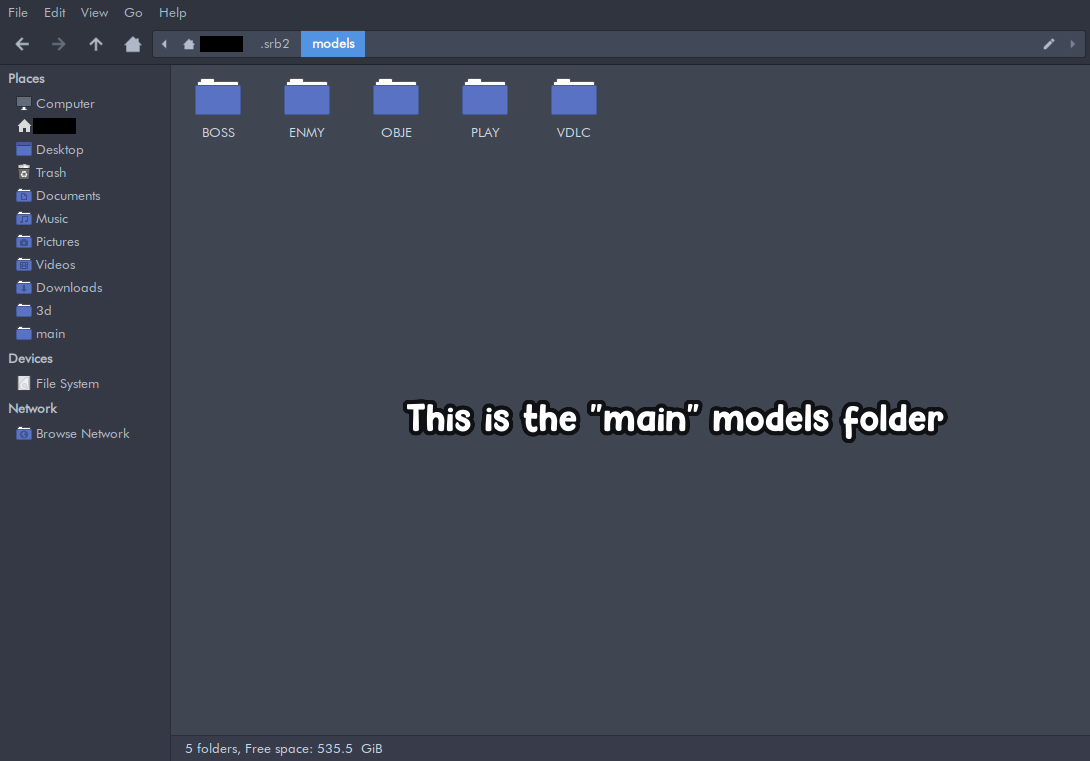 File Edit View Go Help
.srb2 models
Places
Computer
Desktop
Trash
Documents
Music
Pictures
Videos
Downloads
3d
main
Devices
File System
Network
Browse Network
BOSS ENMY OBJE PLAY VDLC
This is the "main" models folder
5 folders, Free space: 535.5 GiB